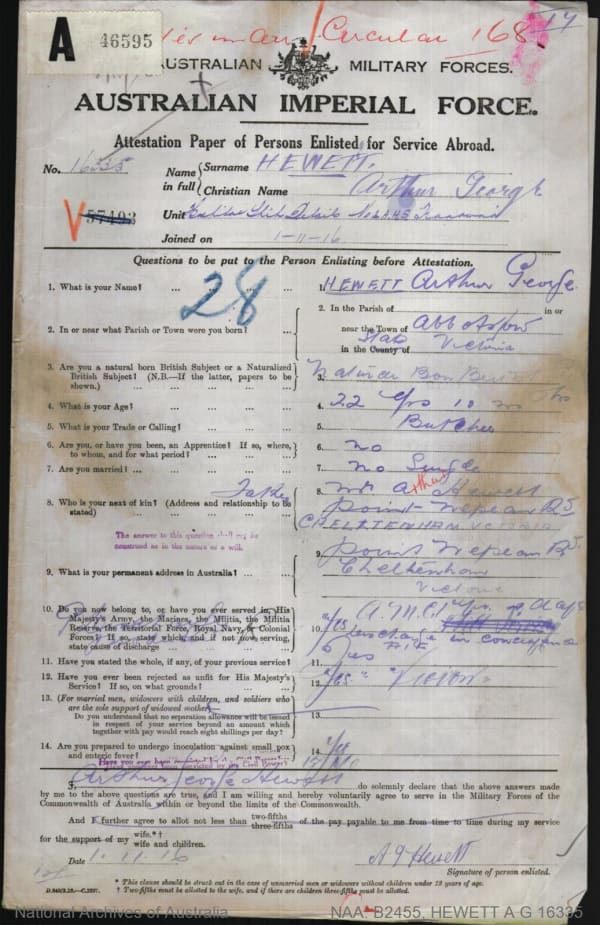 A 46595
Circular 168
14
AUSTRALIAN MILITARY FORCES.
AUSTRALIAN IMPERIAL FORCE.
Attestation Paper of Persons Enlisted for Service Abroad.
No. 16335
Name in full { Surname HEWETT.
Christian Name Arthur George
V 57493
Unit
Joined on 1-11-16
Questions to be put to the Person Enlisting before Attestation.
28
1. What is your Name? ... ... ... 1. HEWETT Arthur George
2. In or near what Parish or Town were you born? ... 2. In the Parish of in or
near the Town of Abbotsford
in the County of State Victoria
3. Are you a natural born British Subject or a Naturalized British Subject? (N.B.—If the latter, papers to be shown.) 3. Natural Born
4. What is your Age? ... ... ... ... 4. 22 yrs 10
5. What is your Trade or Calling? ... ... ... 5. Butcher
6. Are you, or have you been, an Apprentice? If so, where, to whom, and for what period? ... ... 6. no
7. Are you married? ... ... ... ... 7. no Single
8. Who is your next of kin? (Address and relationship to be stated) ... ... ... Father 8. Mr Arthur Hewett
Point Nepean Rd
CHELTENHAM VICTORIA
The answer to this question shall not be
construed as in the nature of a will.
9. What is your permanent address in Australia? ... ... 9. Point Nepean Rd
Cheltenham
Victoria
10. Do you now belong to, or have you ever served in, His Majesty's Army, the Marines, the Militia, the Militia Reserve, the Territorial Force, Royal Navy, or Colonial Forces? If so, state which, and if not now serving, state cause of discharge ... ... 10. yes A.M.C.
discharge
11. Have you stated the whole, if any, of your previous service? 11. yes
12. Have you ever been rejected as unfit for His Majesty's Service? If so, on what grounds? ... 12. Yes. "Vision"
13. (For married men, widowers with children, and soldiers who are the sole support of widowed mother)
Do you understand that no separation allowance will be issued in respect of your service beyond an amount which together with pay would reach eight shillings per day? 13.
14. Are you prepared to undergo inoculation against small pox and enteric fever? ... ... 14. Yes
I, Arthur George Hewett do solemnly declare that the above answers made
by me to the above questions are true, and I am willing and hereby voluntarily agree to serve in the Military Forces of the
Commonwealth of Australia within or beyond the limits of the Commonwealth.
And I further agree to allot not less than two-fifths three-fifths of the pay payable to me from time to time during my service
for the support of my wife.*† wife and children.
Date 1.11.16 A G Hewett
Signature of person enlisted.
* This clause should be struck out in the case of unmarried men or widowers without children under 18 years of age.
† Two-fifths must be allotted to the wife, and if there are children three-fifths must be allotted.
National Archives of Australia NAA: B2455, HEWETT A G 16335